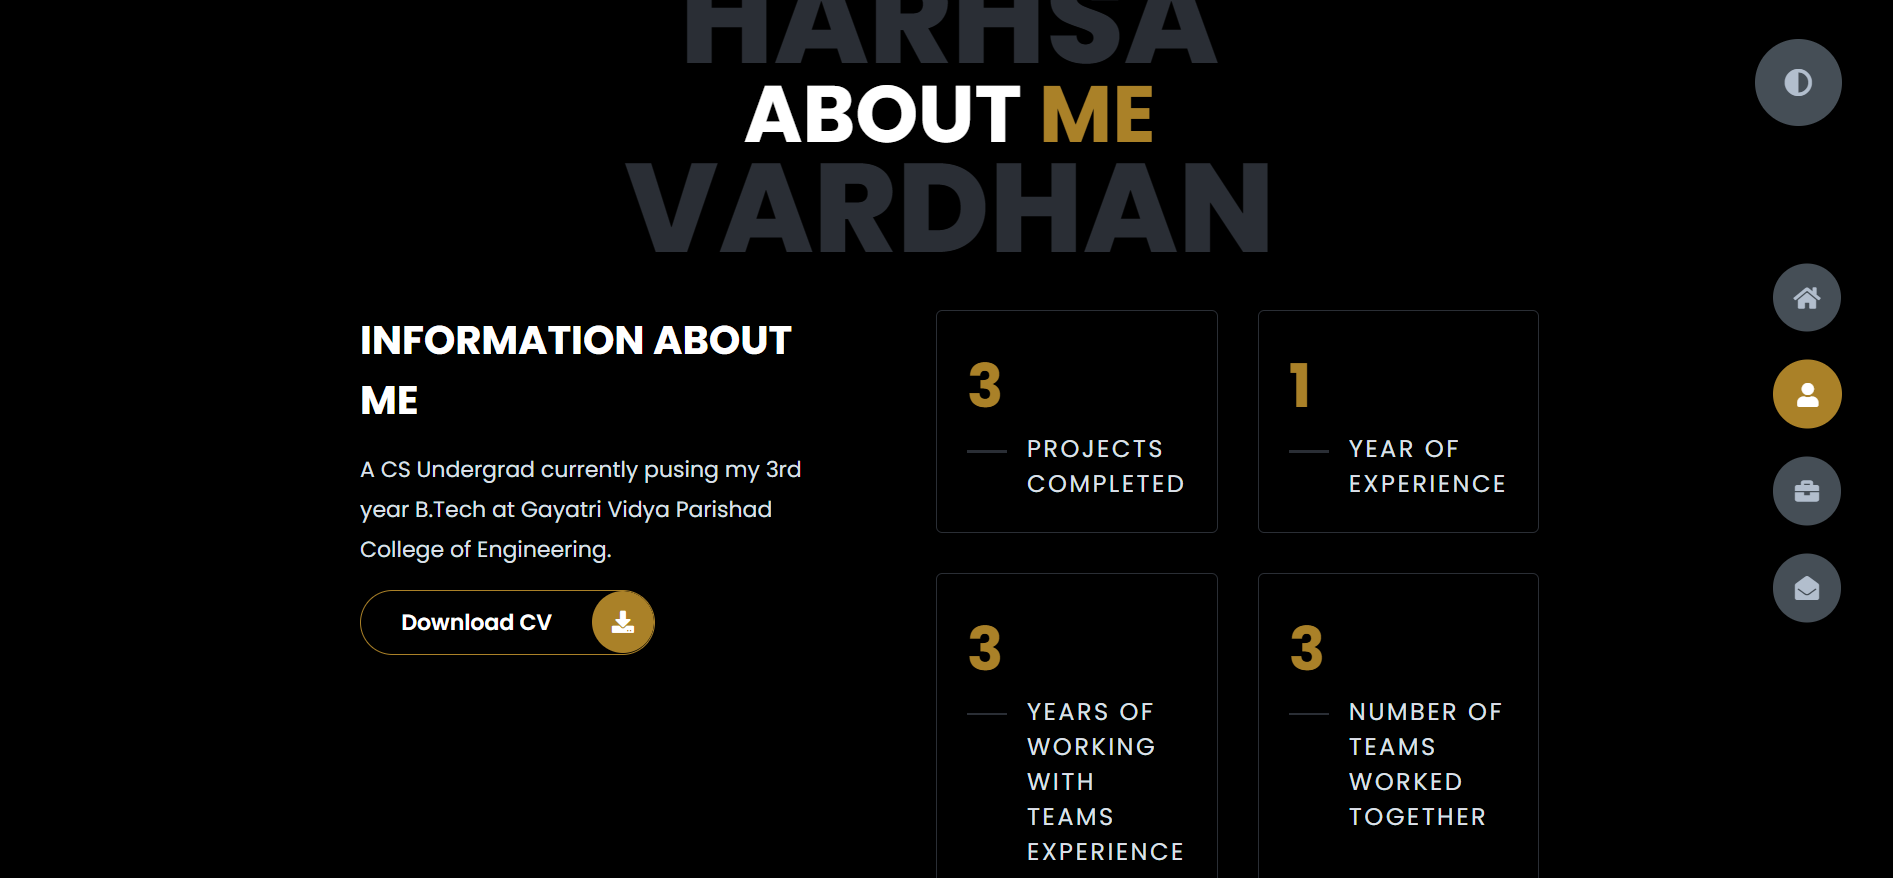 HARHSA
ABOUT ME
VARDHAN
INFORMATION ABOUT
ME
A CS Undergrad currently pusing my 3rd
year B.Tech at Gayatri Vidya Parishad
College of Engineering.
Download CV
3
PROJECTS
COMPLETED
1
YEAR OF
EXPERIENCE
3
YEARS OF
WORKING
WITH
TEAMS
EXPERIENCE
3
NUMBER OF
TEAMS
WORKED
TOGETHER